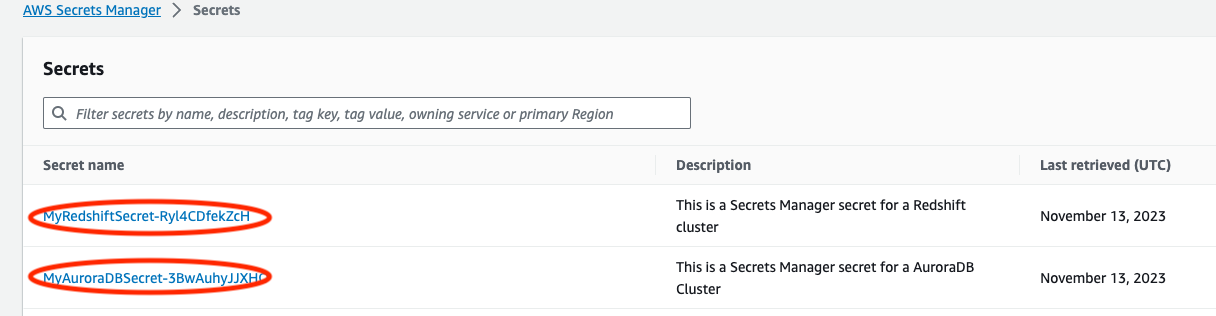 AWS Secrets Manager > Secrets
Secrets
Filter secrets by name, description, tag key, tag value, owning service or primary Region
Secret name Description Last retrieved (UTC)
MyRedshiftSecret-Ryl4CDfekZcH This is a Secrets Manager secret for a Redshift November 13, 2023
cluster
This is a Secrets Manager secret for a AuroraDB November 13, 2023
Cluster